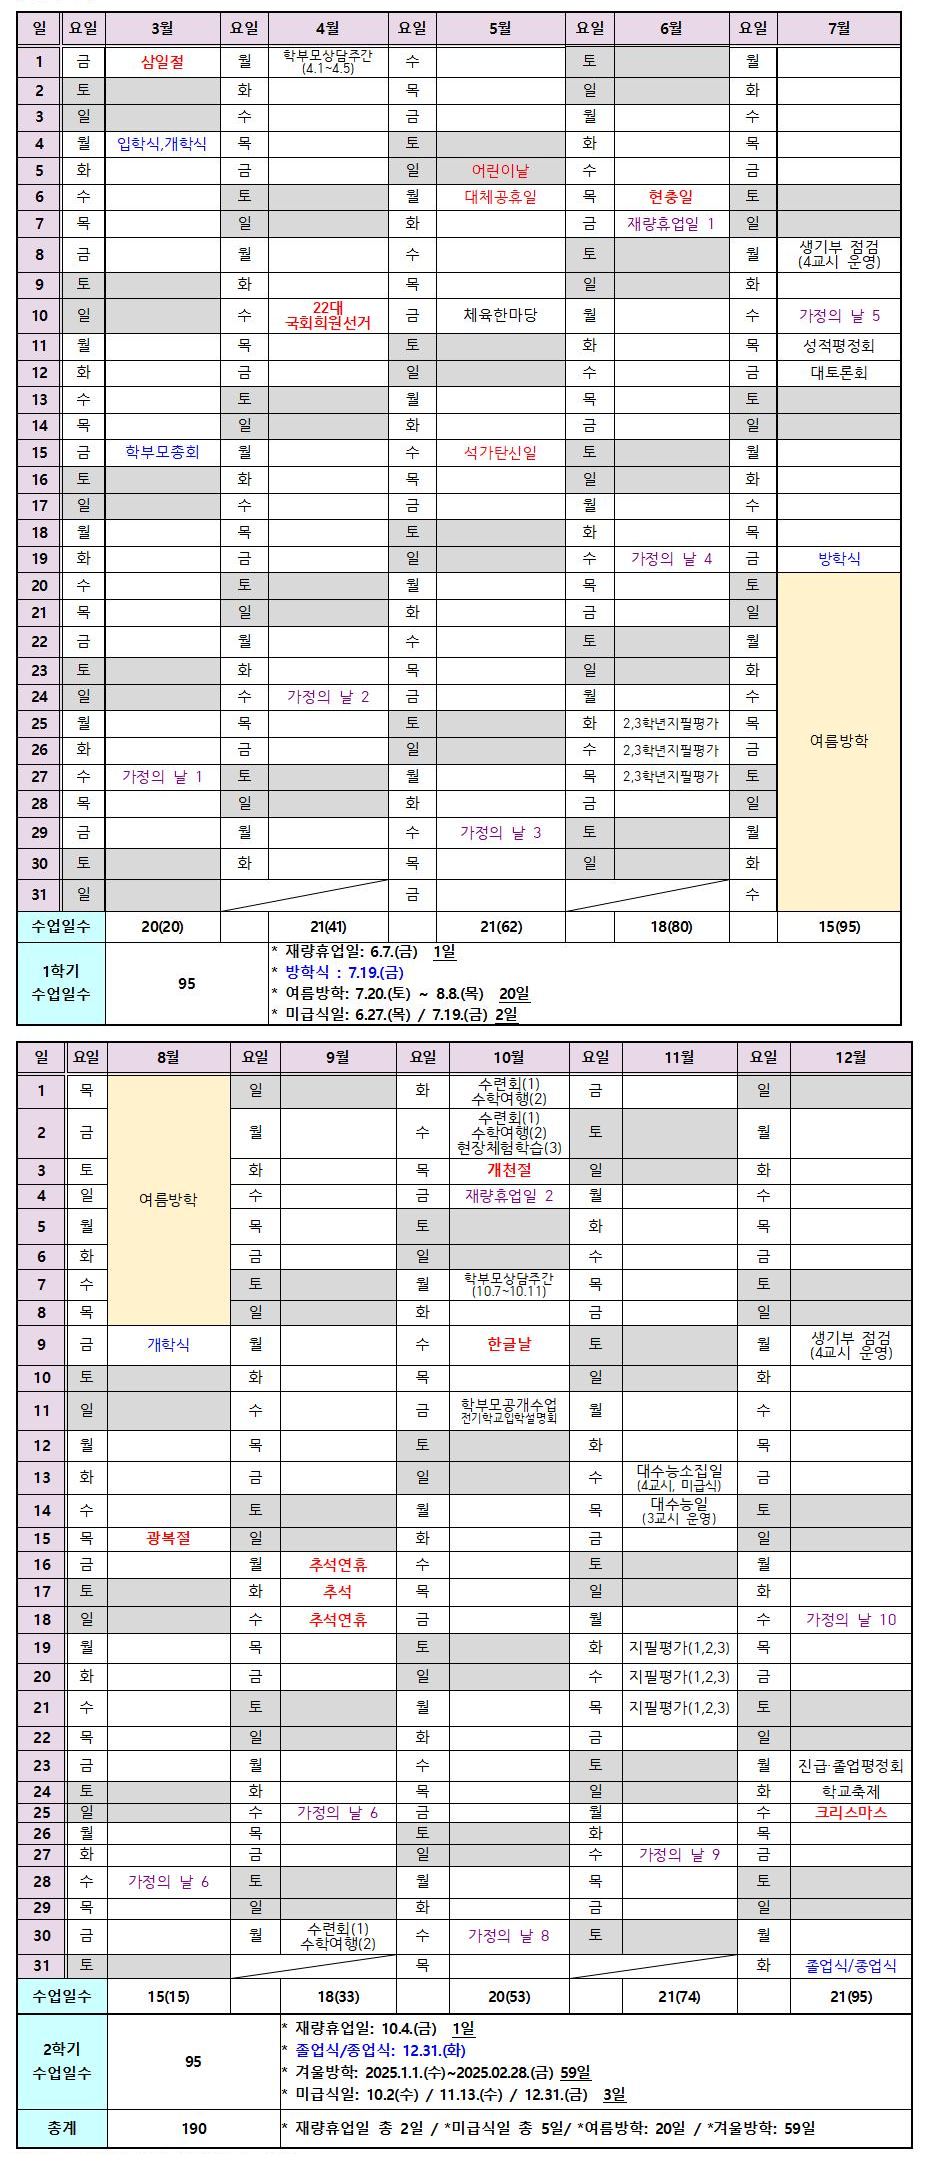 일 요일 3월 요일 4월 요일 5월 요일 6월 요일 7월
1 금 삼일절 월 학부모상담주간 (4.1~4.5) 수 토 월
2 토 화 목 일 화
3 일 수 금 월 수
4 월 입학식,개학식 목 토 화 목
5 화 금 일 어린이날 수 금
6 수 토 월 대체공휴일 목 현충일 토
7 목 일 화 금 재량휴업일 1 일
8 금 월 수 토 월 생기부 점검 (4교시 운영)
9 토 화 목 일 화
10 일 수 22대 국회희원선거 금 체육한마당 월 수 가정의 날 5
11 월 목 토 화 목 성적평정회
12 화 금 일 수 금 대토론회
13 수 토 월 목 토
14 목 일 화 금 일
15 금 학부모총회 월 수 석가탄신일 토 월
16 토 화 목 일 화
17 일 수 금 월 수
18 월 목 토 화 목
19 화 금 일 수 가정의 날 4 금 방학식
20 수 토 월 목 토
21 목 일 화 금 일
22 금 월 수 토 월
23 토 화 목 일 화
24 일 수 가정의 날 2 금 월 수
25 월 목 토 화 2,3학년지필평가 목
26 화 금 일 수 2,3학년지필평가 금 여름방학
27 수 가정의 날 1 토 월 목 2,3학년지필평가 토
28 목 일 화 금 일
29 금 월 수 가정의 날 3 토 월
30 토 화 목 일 화
31 일 금 수
수업일수 20(20) 21(41) 21(62) 18(80) 15(95)
1학기 수업일수 95
* 재량휴업일: 6.7.(금) 1일
* 방학식 : 7.19.(금)
* 여름방학: 7.20.(토) ~ 8.8.(목) 20일
* 미급식일: 6.27.(목) / 7.19.(금) 2일
일 요일 8월 요일 9월 요일 10월 요일 11월 요일 12월
1 목 일 화 수련회(1) 수학여행(2) 금 일
2 금 월 수 수련회(1) 수학여행(2) 현장체험학습(3) 토 월
3 토 화 목 개천절 일 화
4 일 여름방학 수 금 재량휴업일 2 월 수
5 월 목 토 화 목
6 화 금 일 수 금
7 수 토 월 학부모상담주간 (10.7~10.11) 목 토
8 목 일 화 금 일
9 금 개학식 월 수 한글날 토 월 생기부 점검 (4교시 운영)
10 토 화 목 일 화
11 일 수 금 학부모공개수업 전기학교입학설명회 월 수
12 월 목 토 화 목
13 화 금 일 수 대수능소집일 (4교시, 미급식) 금
14 수 토 월 목 대수능일 (3교시 운영) 토
15 목 광복절 일 화 금 일
16 금 월 추석연휴 수 토 월
17 토 화 추석 목 일 화
18 일 수 추석연휴 금 월 수 가정의 날 10
19 월 목 토 화 지필평가(1,2,3) 목
20 화 금 일 수 지필평가(1,2,3) 금
21 수 토 월 목 지필평가(1,2,3) 토
22 목 일 화 금 일
23 금 월 수 토 월 진급·졸업평정회
24 토 화 목 일 화 학교축제
25 일 수 가정의 날 6 금 월 수 크리스마스
26 월 목 토 화 목
27 화 금 일 수 가정의 날 9 금
28 수 가정의 날 6 토 월 목 토
29 목 일 화 금 일
30 금 월 수련회(1) 수학여행(2) 수 가정의 날 8 토 월
31 토 목 화 졸업식/종업식
수업일수 15(15) 18(33) 20(53) 21(74) 21(95)
2학기 수업일수 95
* 재량휴업일: 10.4.(금) 1일
* 졸업식/종업식: 12.31.(화)
* 겨울방학: 2025.1.1.(수)~2025.02.28.(금) 59일
* 미급식일: 10.2(수) / 11.13.(수) / 12.31.(금) 3일
총계 190 * 재량휴업일 총 2일 / *미급식일 총 5일/ *여름방학: 20일 / *겨울방학: 59일